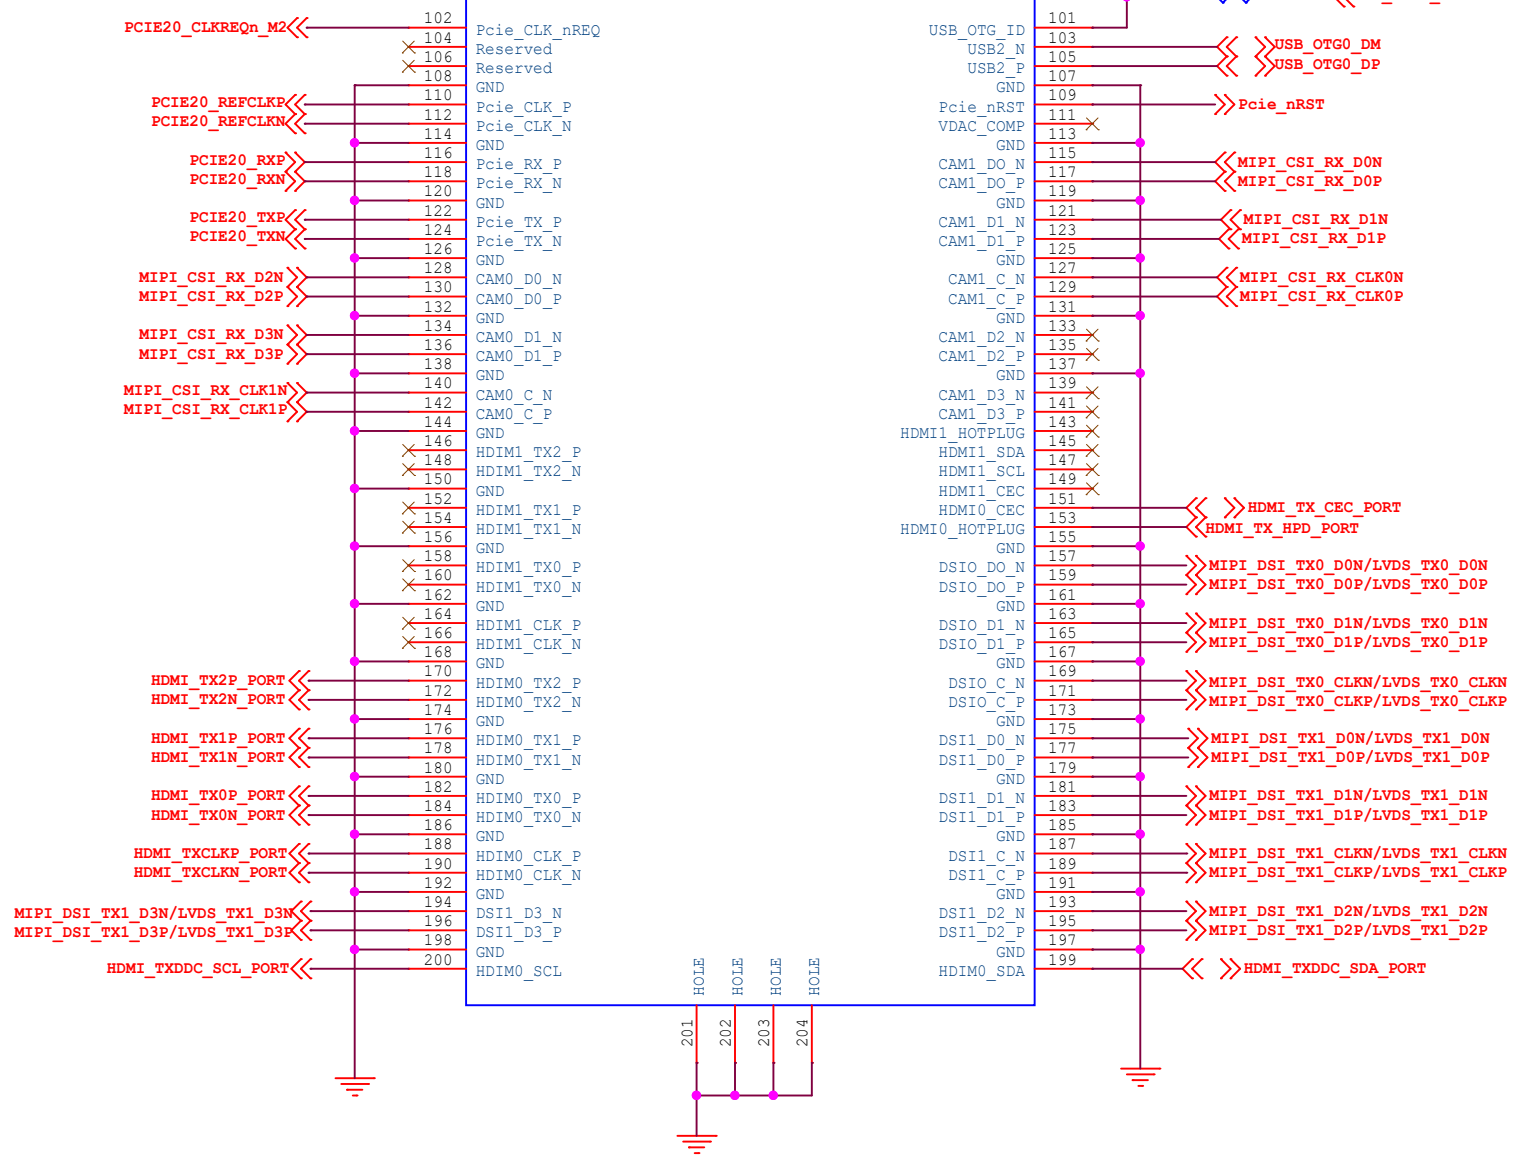 PCIE20_CLKREQn_M2 102 Pcie_CLK_nREQ USB_OTG_ID 101
104 Reserved USB2_N 103 USB_OTG0_DM
106 Reserved USB2_P 105 USB_OTG0_DP
108 GND GND 107
PCIE20_REFCLKP 110 Pcie_CLK_P Pcie_nRST 109 Pcie_nRST
PCIE20_REFCLKN 112 Pcie_CLK_N VDAC_COMP 111
114 GND GND 113
PCIE20_RXP 116 Pcie_RX_P CAM1_DO_N 115 MIPI_CSI_RX_D0N
PCIE20_RXN 118 Pcie_RX_N CAM1_DO_P 117 MIPI_CSI_RX_D0P
120 GND GND 119
PCIE20_TXP 122 Pcie_TX_P CAM1_D1_N 121 MIPI_CSI_RX_D1N
PCIE20_TXN 124 Pcie_TX_N CAM1_D1_P 123 MIPI_CSI_RX_D1P
126 GND GND 125
MIPI_CSI_RX_D2N 128 CAM0_D0_N CAM1_C_N 127 MIPI_CSI_RX_CLK0N
MIPI_CSI_RX_D2P 130 CAM0_D0_P CAM1_C_P 129 MIPI_CSI_RX_CLK0P
132 GND GND 131
MIPI_CSI_RX_D3N 134 CAM0_D1_N CAM1_D2_N 133
MIPI_CSI_RX_D3P 136 CAM0_D1_P CAM1_D2_P 135
138 GND GND 137
MIPI_CSI_RX_CLK1N 140 CAM0_C_N CAM1_D3_N 139
MIPI_CSI_RX_CLK1P 142 CAM0_C_P CAM1_D3_P 141
144 GND HDMI1_HOTPLUG 143
146 HDIM1_TX2_P HDMI1_SDA 145
148 HDIM1_TX2_N HDMI1_SCL 147
150 GND HDMI1_CEC 149
152 HDIM1_TX1_P HDMI0_CEC 151 HDMI_TX_CEC_PORT
154 HDIM1_TX1_N HDMI0_HOTPLUG 153 HDMI_TX_HPD_PORT
156 GND GND 155
158 HDIM1_TX0_P DSIO_DO_N 157 MIPI_DSI_TX0_D0N/LVDS_TX0_D0N
160 HDIM1_TX0_N DSIO_DO_P 159 MIPI_DSI_TX0_D0P/LVDS_TX0_D0P
162 GND GND 161
164 HDIM1_CLK_P DSIO_D1_N 163 MIPI_DSI_TX0_D1N/LVDS_TX0_D1N
166 HDIM1_CLK_N DSIO_D1_P 165 MIPI_DSI_TX0_D1P/LVDS_TX0_D1P
168 GND GND 167
HDMI_TX2P_PORT 170 HDIM0_TX2_P DSIO_C_N 169 MIPI_DSI_TX0_CLKN/LVDS_TX0_CLKN
HDMI_TX2N_PORT 172 HDIM0_TX2_N DSIO_C_P 171 MIPI_DSI_TX0_CLKP/LVDS_TX0_CLKP
174 GND GND 173
HDMI_TX1P_PORT 176 HDIM0_TX1_P DSI1_D0_N 175 MIPI_DSI_TX1_D0N/LVDS_TX1_D0N
HDMI_TX1N_PORT 178 HDIM0_TX1_N DSI1_D0_P 177 MIPI_DSI_TX1_D0P/LVDS_TX1_D0P
180 GND GND 179
HDMI_TX0P_PORT 182 HDIM0_TX0_P DSI1_D1_N 181 MIPI_DSI_TX1_D1N/LVDS_TX1_D1N
HDMI_TX0N_PORT 184 HDIM0_TX0_N DSI1_D1_P 183 MIPI_DSI_TX1_D1P/LVDS_TX1_D1P
186 GND GND 185
HDMI_TXCLKP_PORT 188 HDIM0_CLK_P DSI1_C_N 187 MIPI_DSI_TX1_CLKN/LVDS_TX1_CLKN
HDMI_TXCLKN_PORT 190 HDIM0_CLK_N DSI1_C_P 189 MIPI_DSI_TX1_CLKP/LVDS_TX1_CLKP
192 GND GND 191
MIPI_DSI_TX1_D3N/LVDS_TX1_D3N 194 DSI1_D3_N DSI1_D2_N 193 MIPI_DSI_TX1_D2N/LVDS_TX1_D2N
MIPI_DSI_TX1_D3P/LVDS_TX1_D3P 196 DSI1_D3_P DSI1_D2_P 195 MIPI_DSI_TX1_D2P/LVDS_TX1_D2P
198 GND GND 197
HDMI_TXDDC_SCL_PORT 200 HDIM0_SCL HDIM0_SDA 199 HDMI_TXDDC_SDA_PORT
HOLE HOLE HOLE HOLE
201 202 203 204